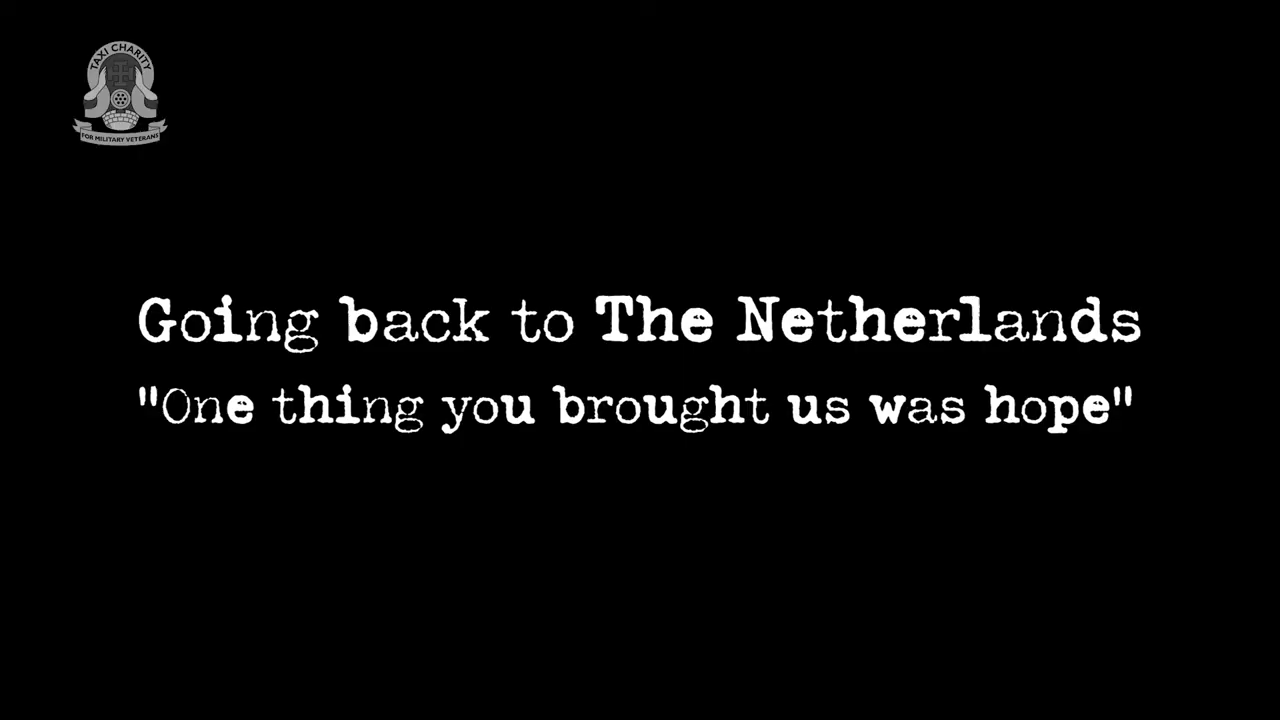 TAXI CHARITY
FOR MILITARY VETERANS
Going back to The Netherlands
"One thing you brought us was hope"